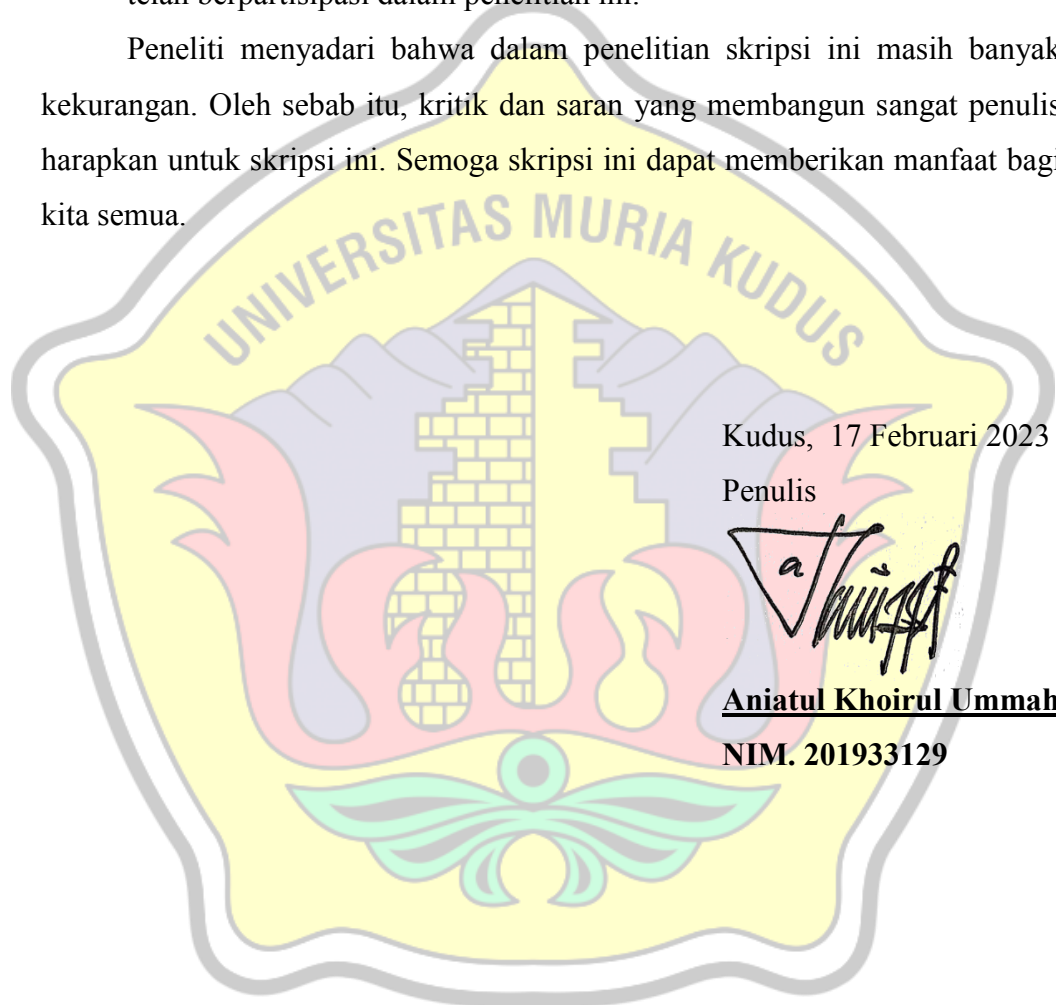 telah berpartisipasi dalam penelitian ini.
Peneliti menyadari bahwa dalam penelitian skripsi ini masih banyak
kekurangan. Oleh sebab itu, kritik dan saran yang membangun sangat penulis
harapkan untuk skripsi ini. Semoga skripsi ini dapat memberikan manfaat bagi
kita semua.
UNIVERSITAS MURIA KUDUS
Kudus, 17 Februari 2023
Penulis
Aniatul Khoirul Ummah
NIM. 201933129